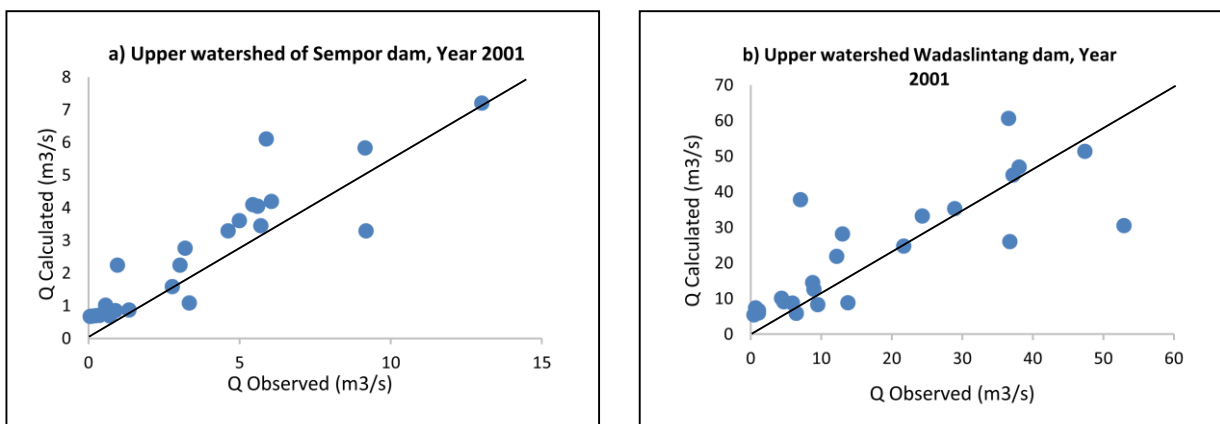 a) Upper watershed of Sempor dam, Year 2001
8
7
6
5
4
3
2
1
0
Q Calculated (m3/s)
0 5 10 15
Q Observed (m3/s)
b) Upper watershed Wadaslintang dam, Year
2001
70
60
50
40
30
20
10
0
Q Calculated (m3/s)
0 10 20 30 40 50 60
Q Observed (m3/s)